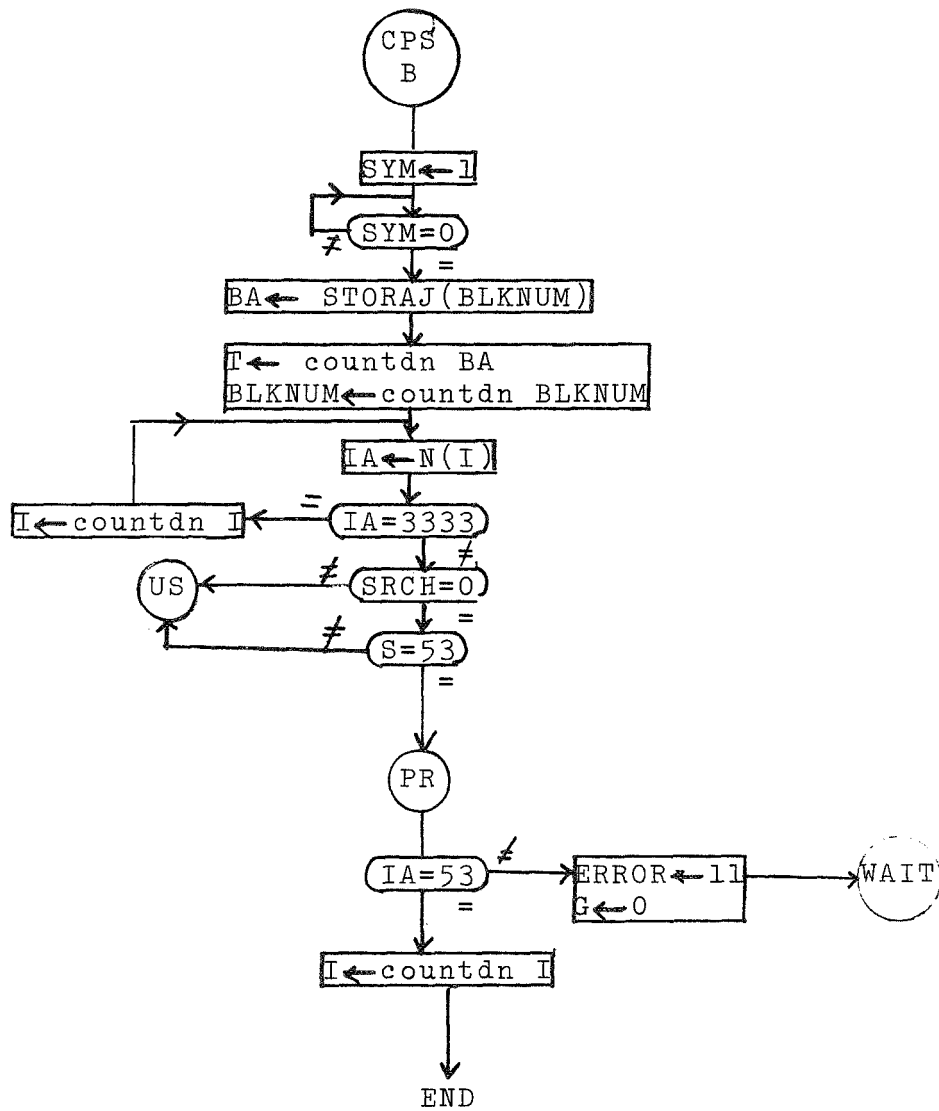 CPS
B
SYM←1
SYM=0
≠
=
BA← STORAJ(BLKNUM)
T← countdn BA
BLKNUM←countdn BLKNUM
IA←N(I)
I←countdn I
=
IA=3333
≠
US
≠
SRCH=0
=
≠
S=53
=
PR
IA=53
≠
=
ERROR←11
G←0
WAIT
I←countdn I
END